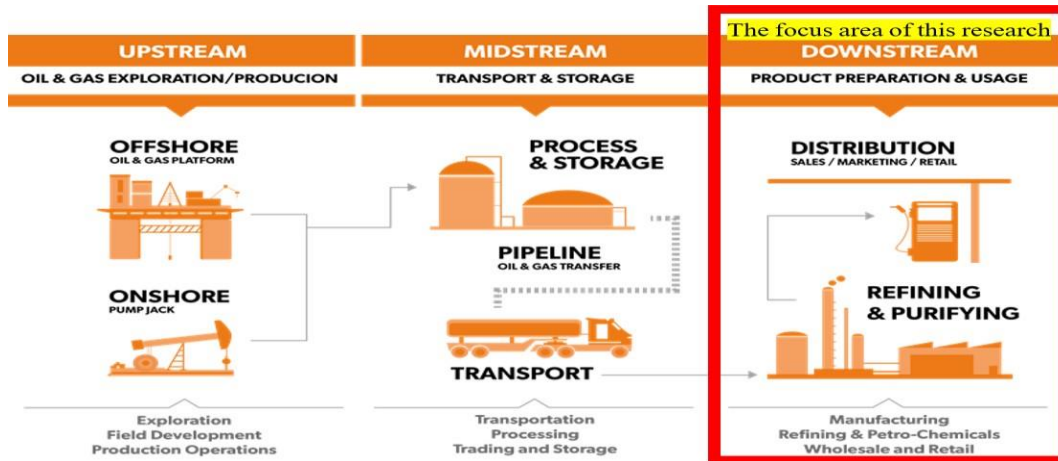 The focus area of this research
UPSTREAM
OIL & GAS EXPLORATION/PRODUCION
OFFSHORE
OIL & GAS PLATFORM
ONSHORE
PUMP JACK
Exploration
Field Development
Production Operations
MIDSTREAM
TRANSPORT & STORAGE
PROCESS
& STORAGE
PIPELINE
OIL & GAS TRANSFER
TRANSPORT
Transportation
Processing
Trading and Storage
DOWNSTREAM
PRODUCT PREPARATION & USAGE
DISTRIBUTION
SALES / MARKETING / RETAIL
REFINING
& PURIFYING
Manufacturing
Refining & Petro-Chemicals
Wholesale and Retail